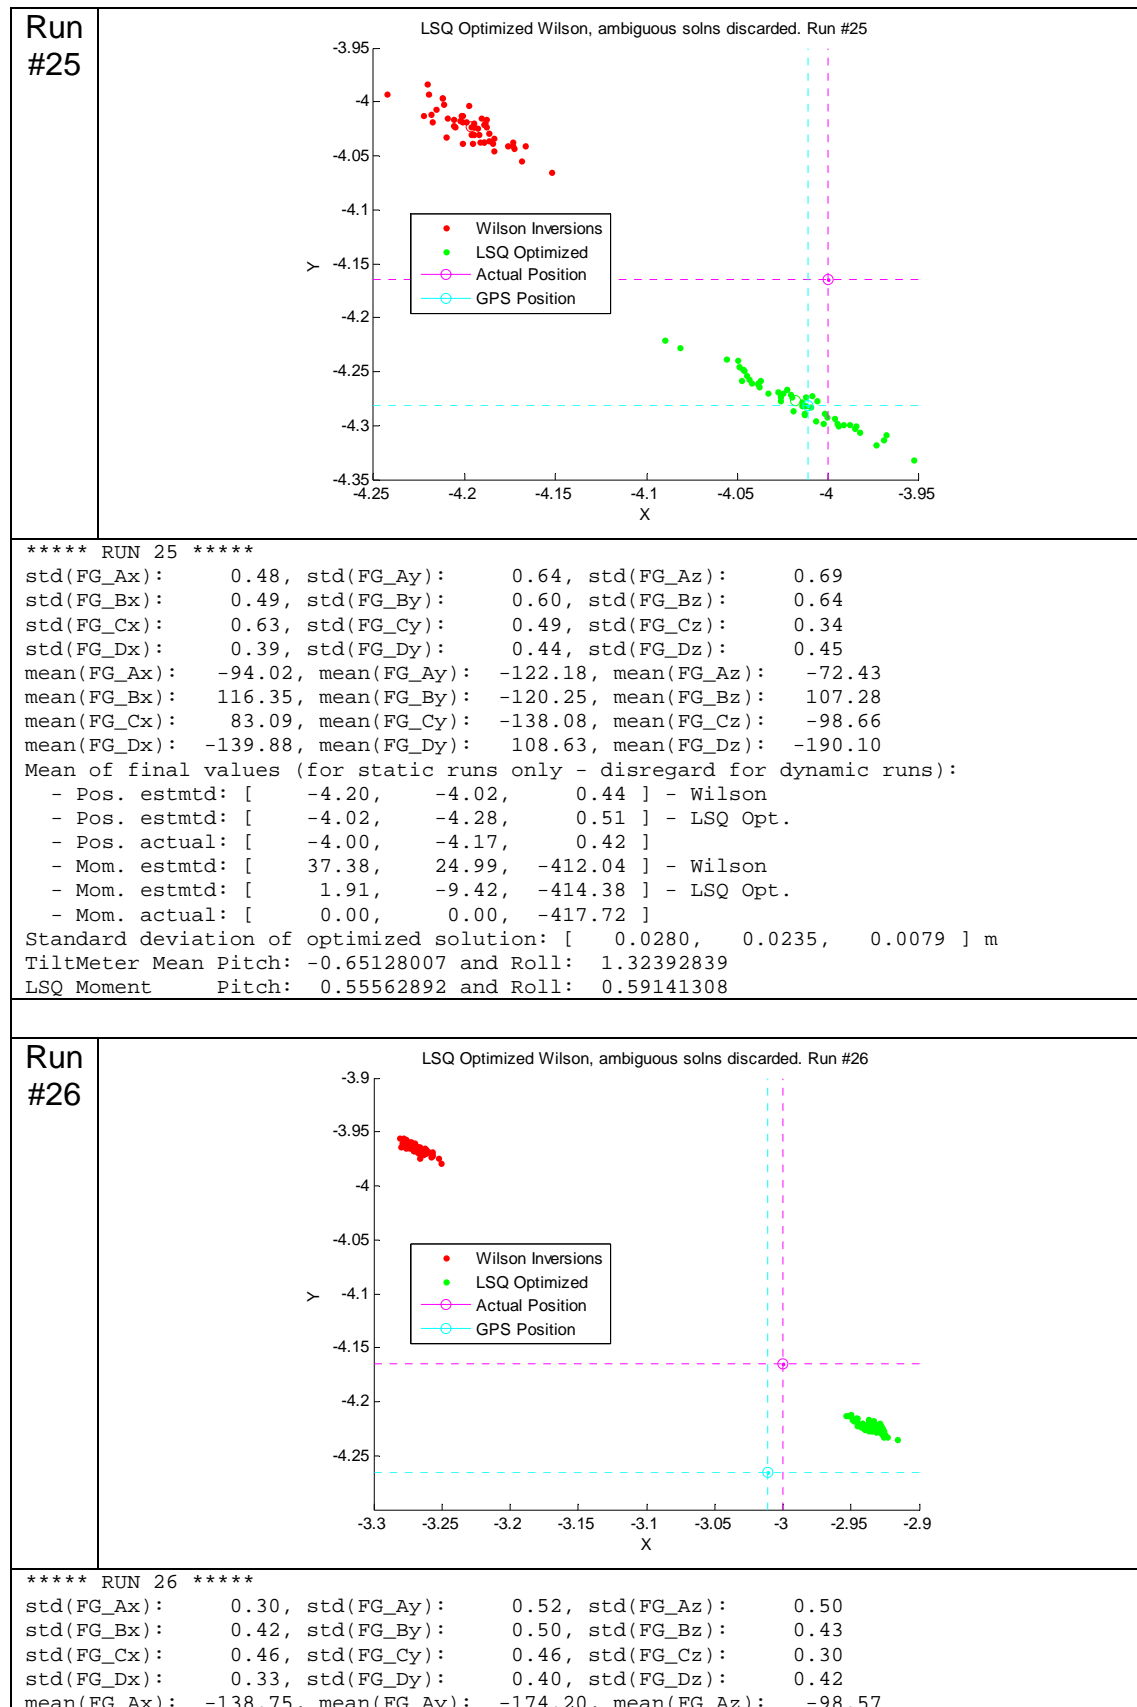 Run
#25
LSQ Optimized Wilson, ambiguous solns discarded. Run #25
-3.95
-4
-4.05
-4.1
-4.15
-4.2
-4.25
-4.3
-4.35
Y
Wilson Inversions
LSQ Optimized
Actual Position
GPS Position
-4.25 -4.2 -4.15 -4.1 -4.05 -4 -3.95
X
***** RUN 25 *****
std(FG_Ax): 0.48, std(FG_Ay): 0.64, std(FG_Az): 0.69
std(FG_Bx): 0.49, std(FG_By): 0.60, std(FG_Bz): 0.64
std(FG_Cx): 0.63, std(FG_Cy): 0.49, std(FG_Cz): 0.34
std(FG_Dx): 0.39, std(FG_Dy): 0.44, std(FG_Dz): 0.45
mean(FG_Ax): -94.02, mean(FG_Ay): -122.18, mean(FG_Az): -72.43
mean(FG_Bx): 116.35, mean(FG_By): -120.25, mean(FG_Bz): 107.28
mean(FG_Cx): 83.09, mean(FG_Cy): -138.08, mean(FG_Cz): -98.66
mean(FG_Dx): -139.88, mean(FG_Dy): 108.63, mean(FG_Dz): -190.10
Mean of final values (for static runs only - disregard for dynamic runs):
- Pos. estmtd: [ -4.20, -4.02, 0.44 ] - Wilson
- Pos. estmtd: [ -4.02, -4.28, 0.51 ] - LSQ Opt.
- Pos. actual: [ -4.00, -4.17, 0.42 ]
- Mom. estmtd: [ 37.38, 24.99, -412.04 ] - Wilson
- Mom. estmtd: [ 1.91, -9.42, -414.38 ] - LSQ Opt.
- Mom. actual: [ 0.00, 0.00, -417.72 ]
Standard deviation of optimized solution: [ 0.0280, 0.0235, 0.0079 ] m
TiltMeter Mean Pitch: -0.65128007 and Roll: 1.32392839
LSQ Moment Pitch: 0.55562892 and Roll: 0.59141308
Run
#26
LSQ Optimized Wilson, ambiguous solns discarded. Run #26
-3.9
-3.95
-4
-4.05
-4.1
-4.15
-4.2
-4.25
Y
Wilson Inversions
LSQ Optimized
Actual Position
GPS Position
-3.3 -3.25 -3.2 -3.15 -3.1 -3.05 -3 -2.95 -2.9
X
***** RUN 26 *****
std(FG_Ax): 0.30, std(FG_Ay): 0.52, std(FG_Az): 0.50
std(FG_Bx): 0.42, std(FG_By): 0.50, std(FG_Bz): 0.43
std(FG_Cx): 0.46, std(FG_Cy): 0.46, std(FG_Cz): 0.30
std(FG_Dx): 0.33, std(FG_Dy): 0.40, std(FG_Dz): 0.42
mean(FG_Ax): -138.75, mean(FG_Ay): -174.20, mean(FG_Az): -98.57